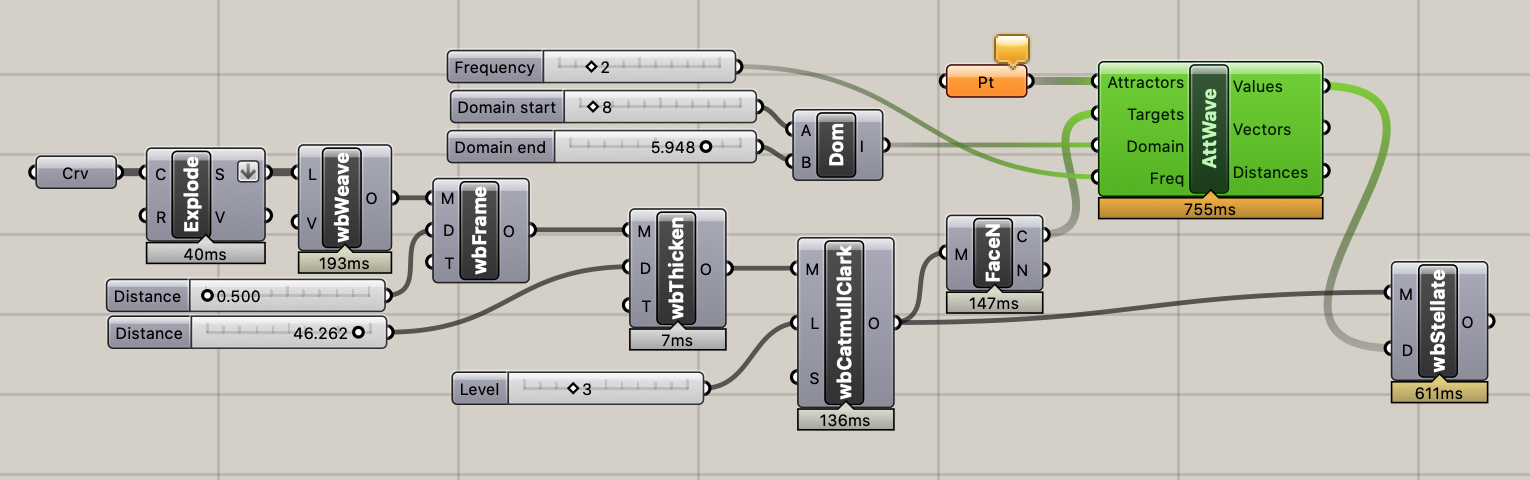 Crv
C
R
Explode
S
V
40ms
L
V
wbWeave
O
193ms
Distance
0.500
Distance
46.262
M
D
T
wbFrame
O
Frequency
2
Domain start
8
Domain end
5.948
A
B
Dom
I
M
D
T
wbThicken
O
7ms
Level
3
M
L
S
wbCatmullClark
O
136ms
M
FaceN
C
N
147ms
Pt
Attractors
Targets
Domain
Freq
AttWave
Values
Vectors
Distances
755ms
M
D
wbStellate
O
611ms